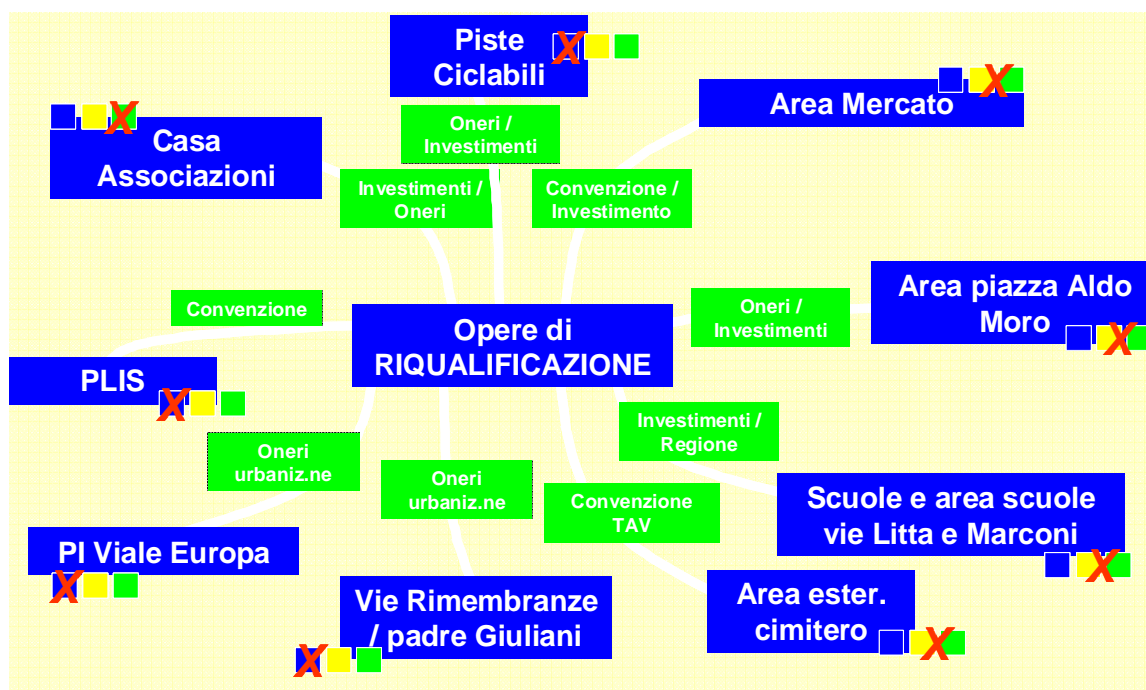 Piste
Ciclabili
X
Area Mercato
X
Casa
Associazioni
X
Oneri /
Investimenti
Investimenti /
Oneri
Convenzione /
Investimento
Area piazza Aldo
Moro
X
Convenzione
Oneri /
Investimenti
Opere di
RIQUALIFICAZIONE
PLIS
X
Investimenti /
Regione
Oneri
urbaniz.ne
Oneri
urbaniz.ne
Convenzione
TAV
Scuole e area scuole
vie Litta e Marconi
X
PI Viale Europa
X
Vie Rimembranze
/ padre Giuliani
X
Area ester.
cimitero
X